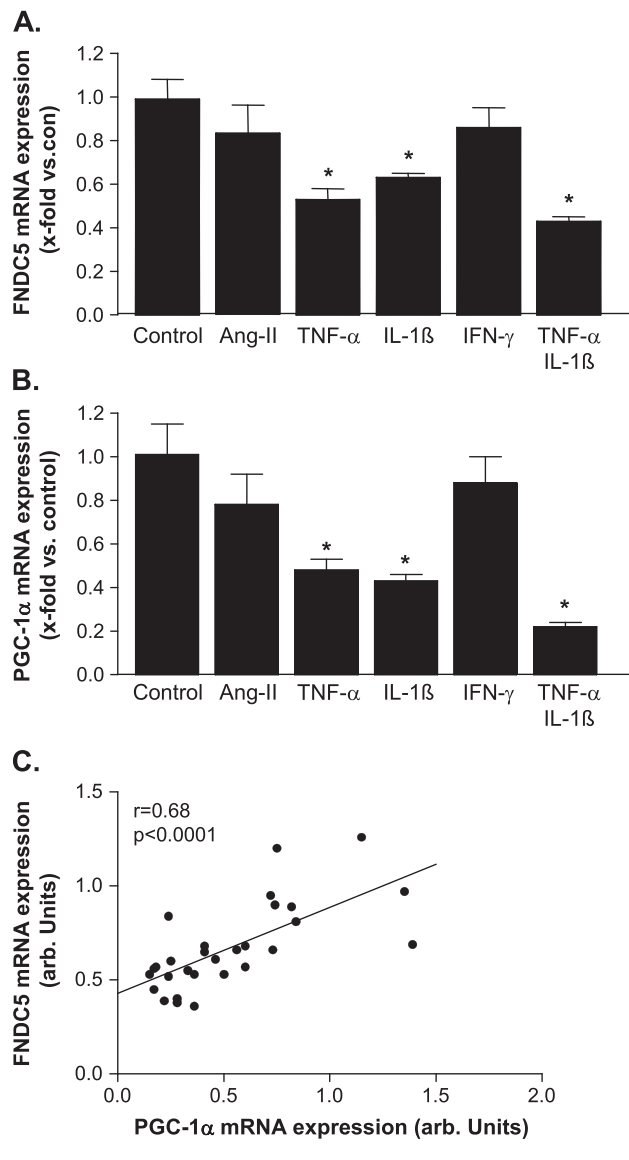 A.
FNDC5 mRNA expression
(x-fold vs.con)
1.2
1.0
0.8
0.6
0.4
0.2
0.0
* * *
Control Ang-II TNF-α IL-1ß IFN-γ TNF-α
IL-1ß
B.
PGC-1α mRNA expression
(x-fold vs. control)
1.2
1.0
0.8
0.6
0.4
0.2
0.0
* * *
Control Ang-II TNF-α IL-1ß IFN-γ TNF-α
IL-1ß
C.
FNDC5 mRNA expression
(arb. Units)
1.5
1.0
0.5
0.0
r=0.68
p<0.0001
0.0 0.5 1.0 1.5 2.0
PGC-1α mRNA expression (arb. Units)